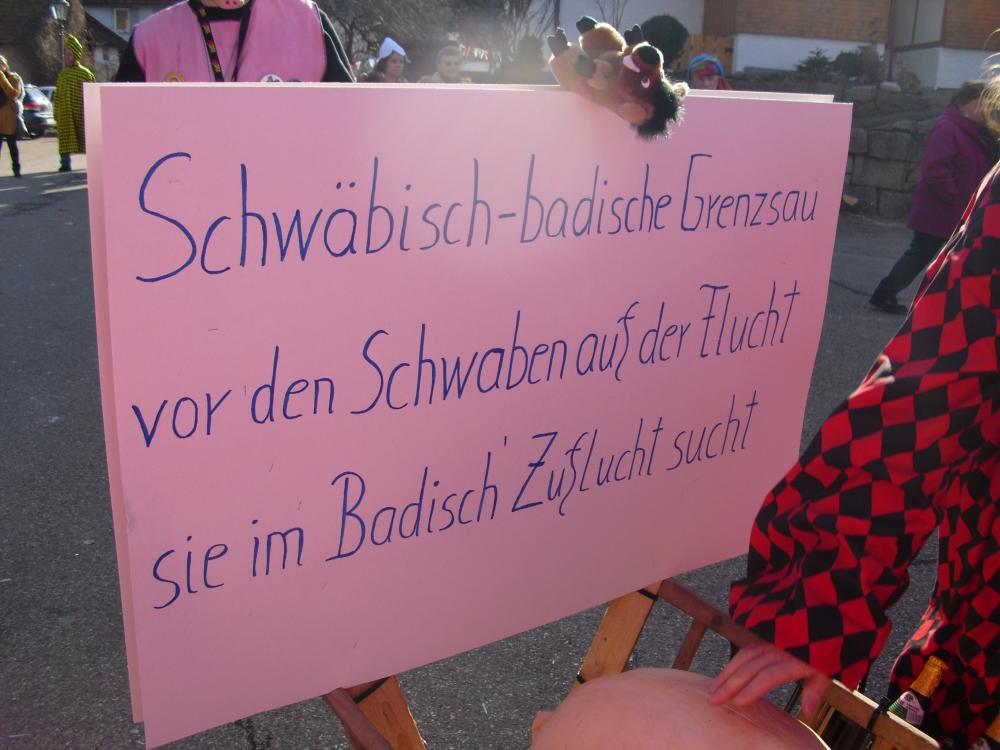 Schwäbisch-badische Grenzsau
vor den Schwaben auf der Flucht
sie im Badisch' Zuflucht sucht